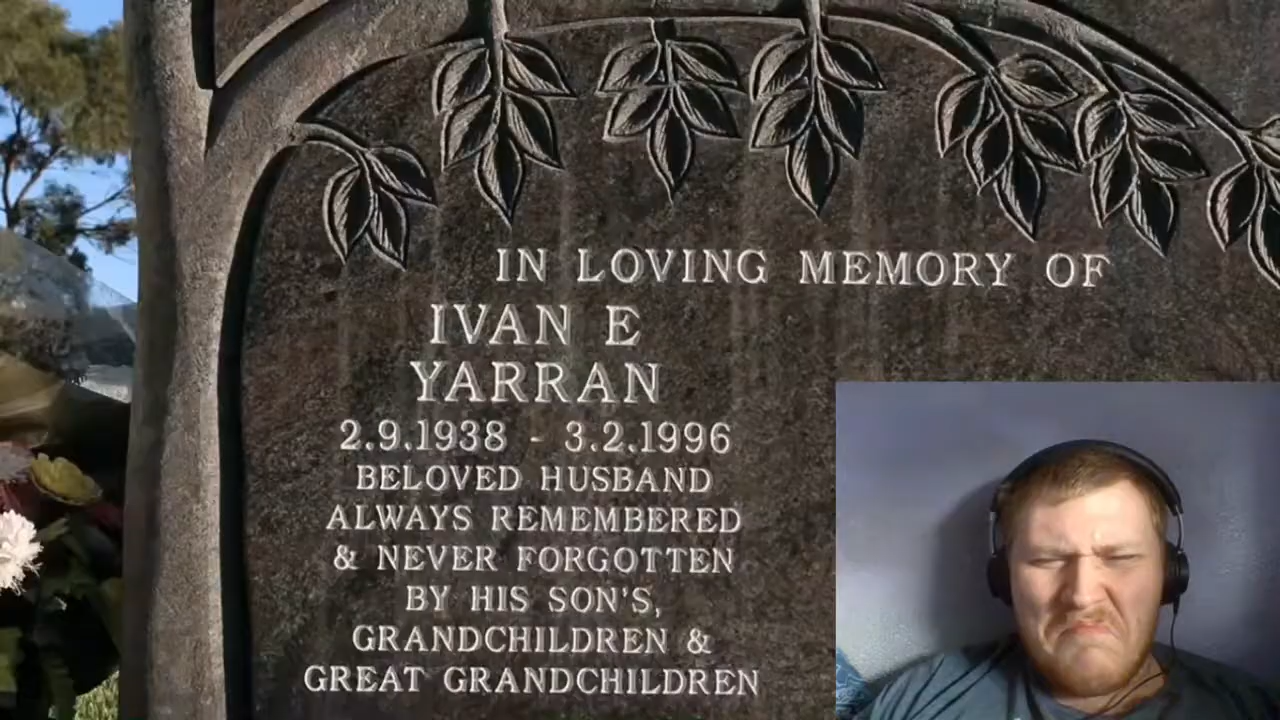 IN LOVING MEMORY OF
IVAN E
YARRAN
2.9.1938 - 3.2.1996
BELOVED HUSBAND
ALWAYS REMEMBERED
& NEVER FORGOTTEN
BY HIS SON'S,
GRANDCHILDREN &
GREAT GRANDCHILDREN